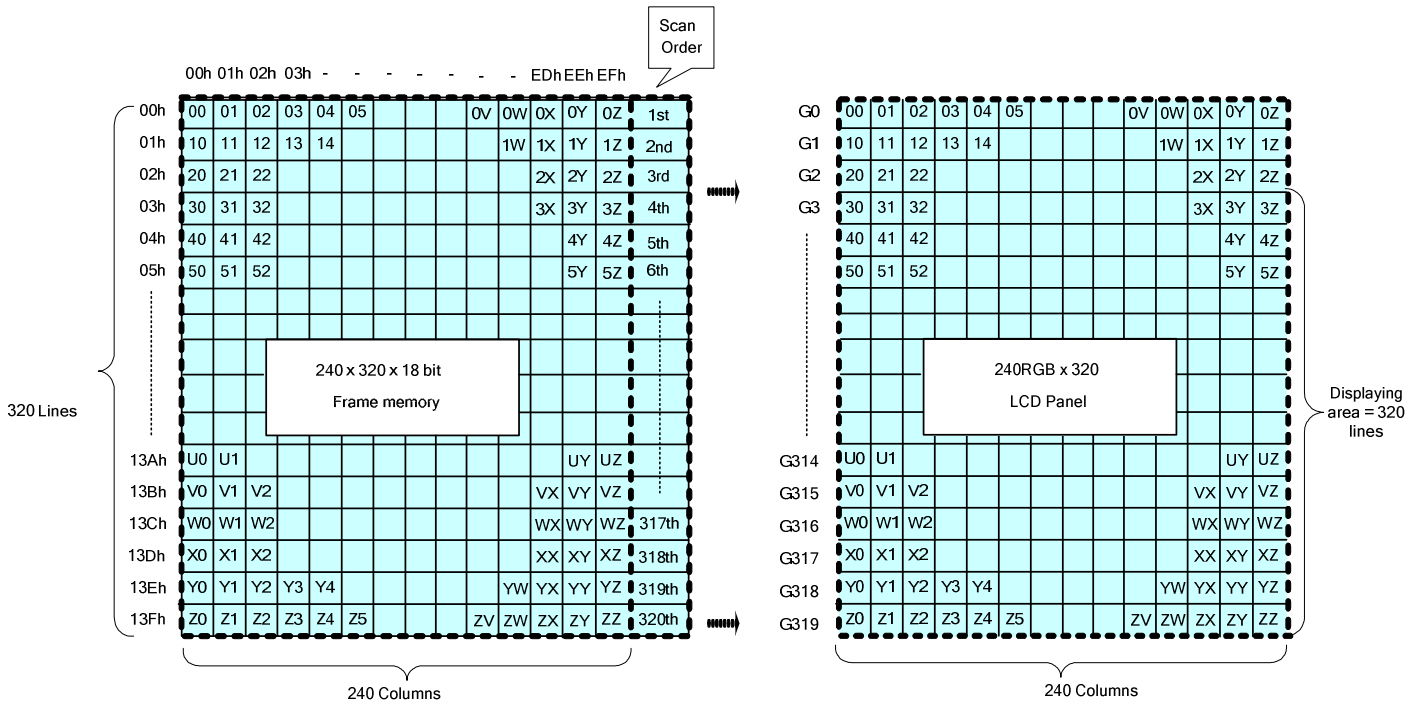 Scan
Order
00h 01h 02h 03h - - - - - - - EDh EEh EFh
00h 00 01 02 03 04 05 0V 0W 0X 0Y 0Z 1st
01h 10 11 12 13 14 1W 1X 1Y 1Z 2nd
02h 20 21 22 2X 2Y 2Z 3rd
03h 30 31 32 3X 3Y 3Z 4th
04h 40 41 42 4Y 4Z 5th
05h 50 51 52 5Y 5Z 6th
240 x 320 x 18 bit
Frame memory
320 Lines
13Ah U0 U1 UY UZ
13Bh V0 V1 V2 VX VY VZ
13Ch W0 W1 W2 WX WY WZ 317th
13Dh X0 X1 X2 XX XY XZ 318th
13Eh Y0 Y1 Y2 Y3 Y4 YW YX YY YZ 319th
13Fh Z0 Z1 Z2 Z3 Z4 Z5 ZV ZW ZX ZY ZZ 320th
240 Columns
G0 00 01 02 03 04 05 0V 0W 0X 0Y 0Z
G1 10 11 12 13 14 1W 1X 1Y 1Z
G2 20 21 22 2X 2Y 2Z
G3 30 31 32 3X 3Y 3Z
40 41 42 4Y 4Z
50 51 52 5Y 5Z
240RGB x 320
LCD Panel
Displaying
area = 320
lines
G314 U0 U1 UY UZ
G315 V0 V1 V2 VX VY VZ
G316 W0 W1 W2 WX WY WZ
G317 X0 X1 X2 XX XY XZ
G318 Y0 Y1 Y2 Y3 Y4 YW YX YY YZ
G319 Z0 Z1 Z2 Z3 Z4 Z5 ZV ZW ZX ZY ZZ
240 Columns